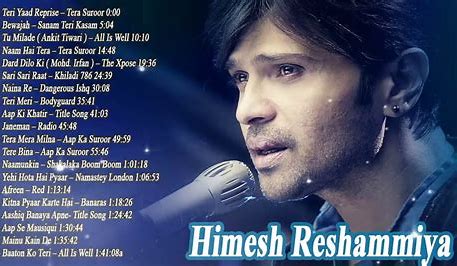 Teri Yaad Reprise – Tera Suroor 0:00
Bewajah – Sanam Teri Kasam 5:04
Tu Milade ( Ankit Tiwari ) – All Is Well 10:10
Naam Hai Tera – Tera Suroor 14:48
Dard Dilo Ki ( Mohd. Irfan ) – The Xpose 19:36
Sari Sari Raat – Khiladi 786 24:39
Naina Re – Dangerous Ishq 30:08
Teri Meri – Bodyguard 35:41
Aap Ki Khatir – Title Song 41:03
Janeman – Radio 45:48
Tera Mera Milna – Aap Ka Suroor 49:59
Tere Bina – Aap Ka Suroor 55:46
Naamunkin – Shakalaka Boom Boom 1:01:18
Yehi Hota Hai Pyaar – Namastey London 1:06:53
Afreen – Red 1:13:14
Kitna Pyaar Karte Hai – Banaras 1:18:26
Aashiq Banaya Apne- Title Song 1:24:43
Aap Se Mausiqui 1:30:44
Mainu Kain De 1:35:42
Baaton Ko Teri – All Is Well 1:41:08a
Himesh Reshammiya